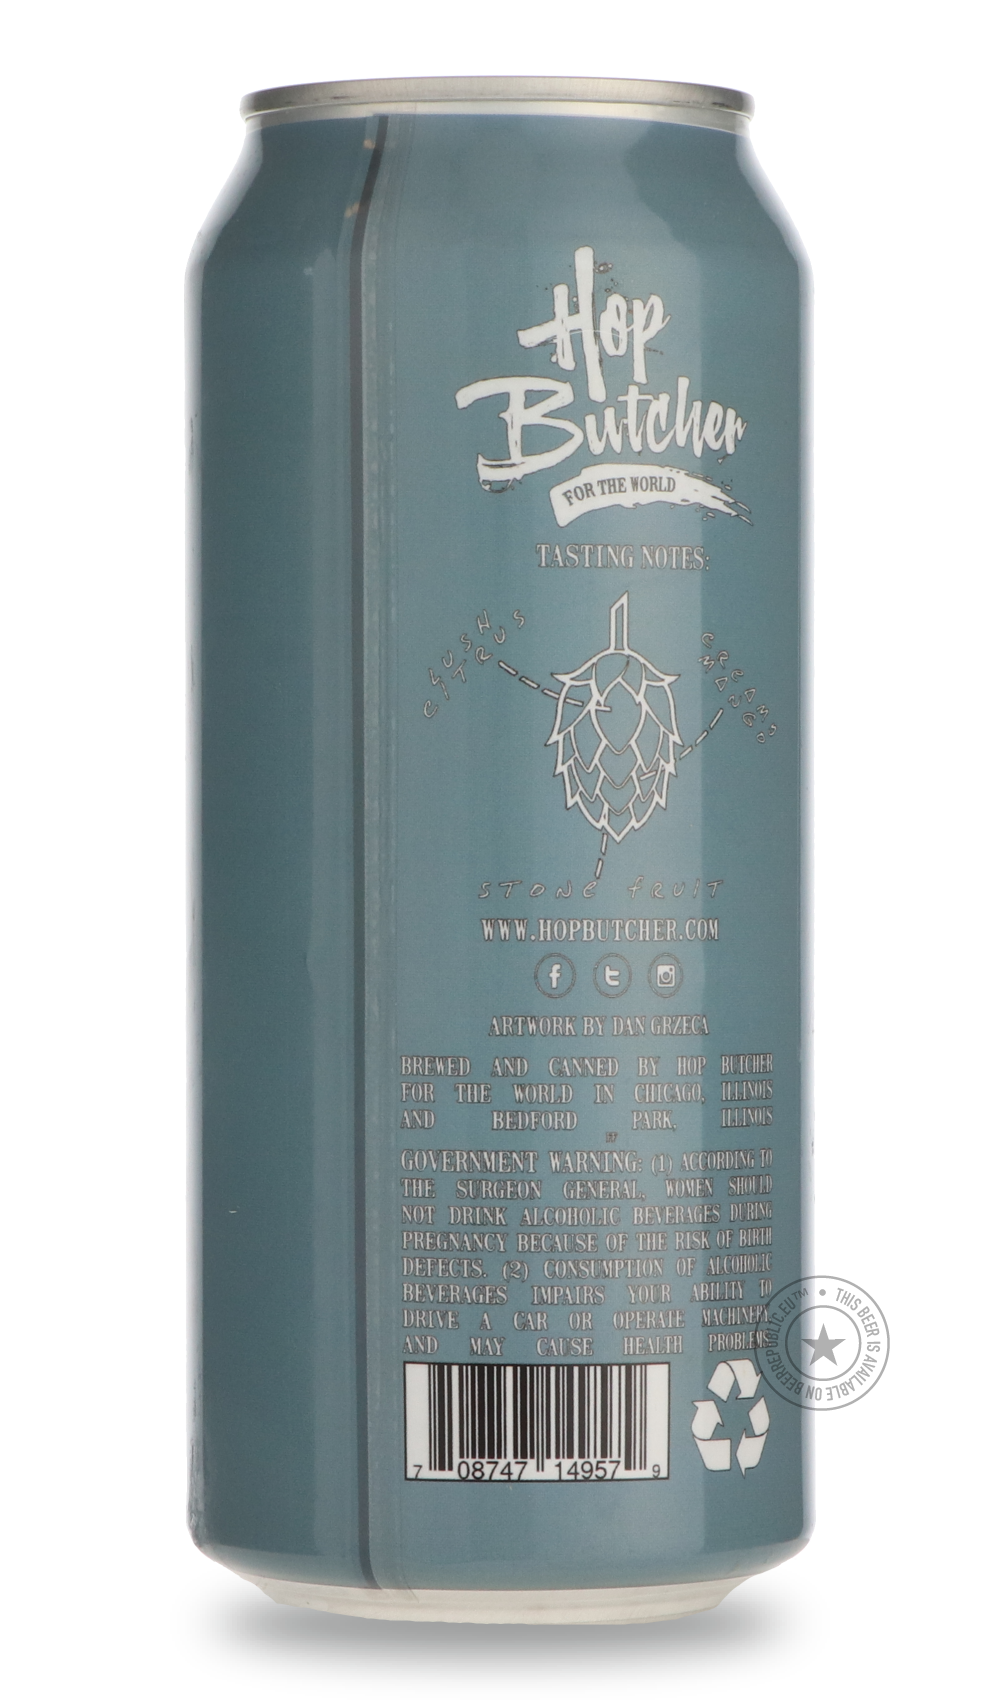 Hop
Butcher
FOR THE WORLD
TASTING NOTES:
LUSH
CITRUS
CREAMY
MANGO
STONE FRUIT
WWW.HOPBUTCHER.COM
ARTWORK BY DAN GRZECA
BREWED AND CANNED BY HOP BUTCHER
FOR THE WORLD IN CHICAGO, ILLINOIS
AND BEDFORD PARK, ILLINOIS
GOVERNMENT WARNING: (1) ACCORDING TO
THE SURGEON GENERAL, WOMEN SHOULD
NOT DRINK ALCOHOLIC BEVERAGES DURING
PREGNANCY BECAUSE OF THE RISK OF BIRTH
DEFECTS. (2) CONSUMPTION OF ALCOHOLIC
BEVERAGES IMPAIRS YOUR ABILITY TO
DRIVE A CAR OR OPERATE MACHINERY,
AND MAY CAUSE HEALTH PROBLEMS.
7 08747 14957 9
THIS BEER IS AVAILABLE ON BEERREPUBLIC.EU™